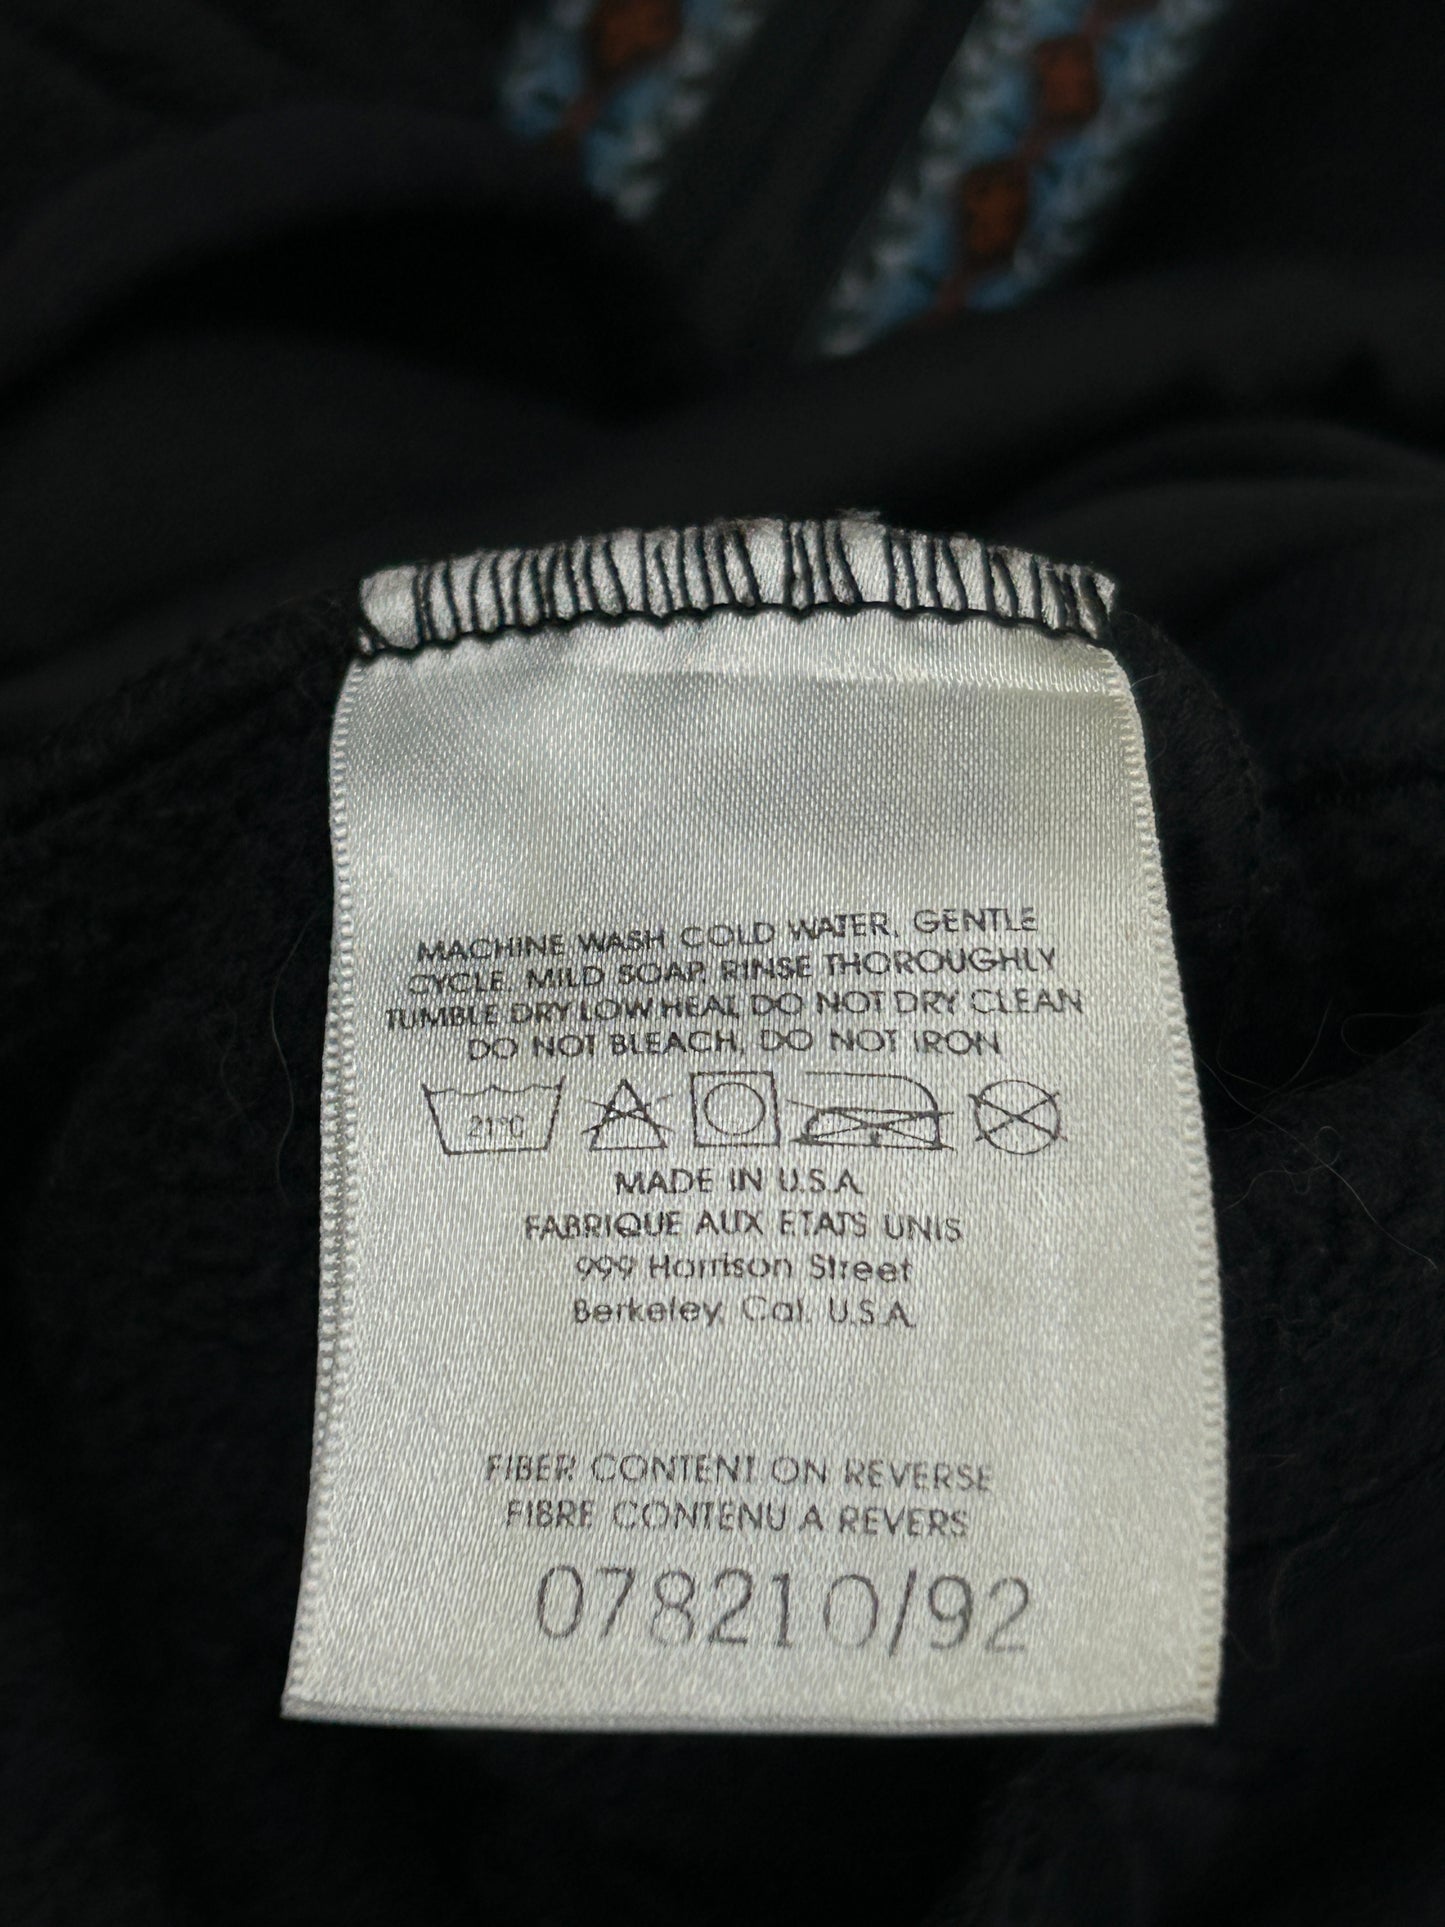 MACHINE WASH COLD WATER, GENTLE
CYCLE, MILD SOAP, RINSE THOROUGHLY
TUMBLE DRY LOW HEAT, DO NOT DRY CLEAN
DO NOT BLEACH, DO NOT IRON
21°C
MADE IN U.S.A.
FABRIQUE AUX ETATS UNIS
999 Harrison Street
Berkeley, Cal. U.S.A.
FIBER CONTENT ON REVERSE
FIBRE CONTENU A REVERS
078210/92